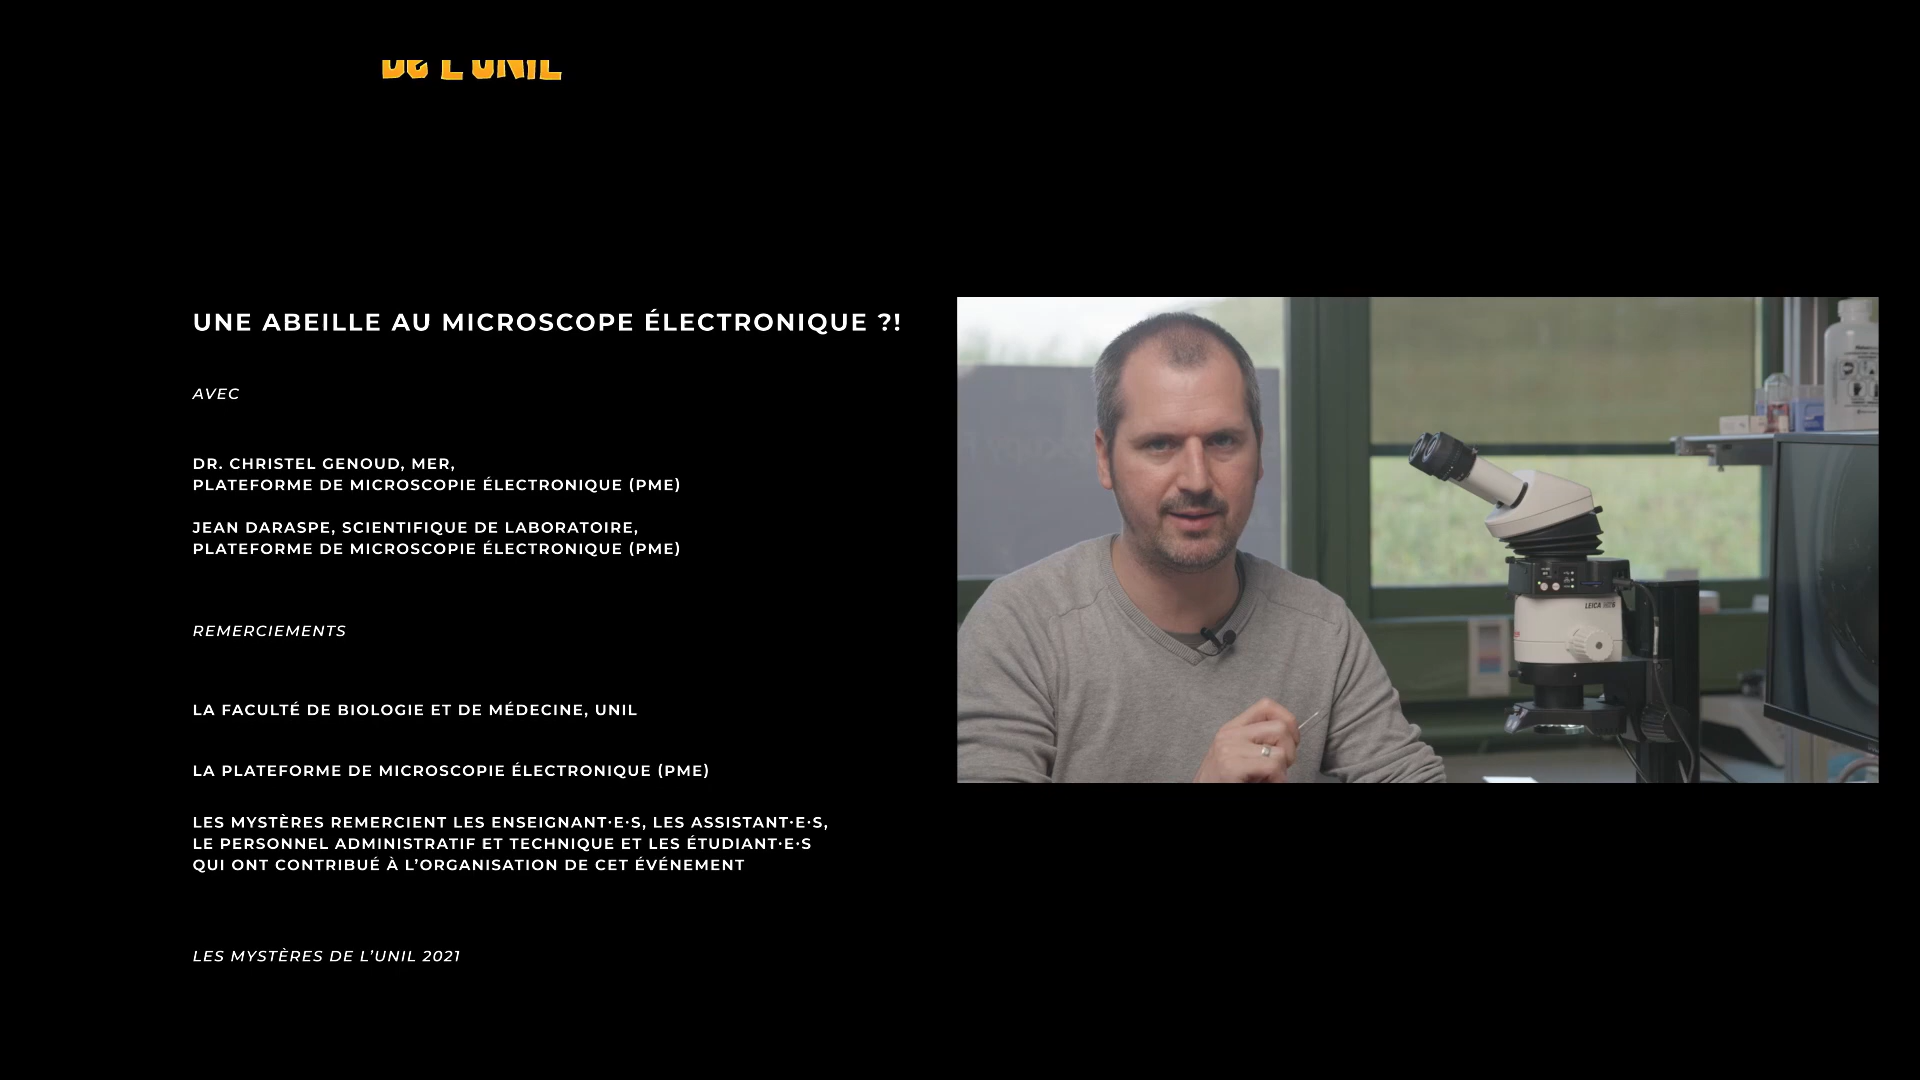 De L'UNIL
UNE ABEILLE AU MICROSCOPE ÉLECTRONIQUE ?!
AVEC
DR. CHRISTEL GENOUD, MER,
PLATEFORME DE MICROSCOPIE ÉLECTRONIQUE (PME)
JEAN DARASPE, SCIENTIFIQUE DE LABORATOIRE,
PLATEFORME DE MICROSCOPIE ÉLECTRONIQUE (PME)
REMERCIEMENTS
LA FACULTÉ DE BIOLOGIE ET DE MÉDECINE, UNIL
LA PLATEFORME DE MICROSCOPIE ÉLECTRONIQUE (PME)
LES MYSTÈRES REMERCIENT LES ENSEIGNANT·E·S, LES ASSISTANT·E·S,
LE PERSONNEL ADMINISTRATIF ET TECHNIQUE ET LES ÉTUDIANT·E·S
QUI ONT CONTRIBUÉ À L’ORGANISATION DE CET ÉVÉNEMENT
LES MYSTÈRES DE L’UNIL 2021
LEICA